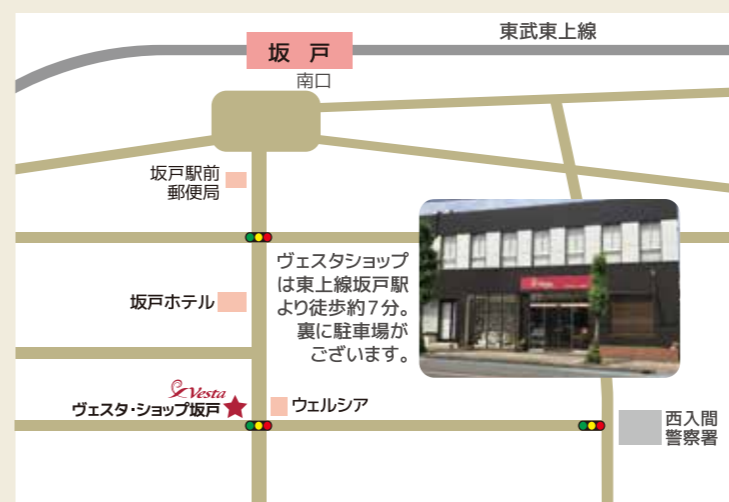 東武東上線
坂 戸
南口
坂戸駅前
郵便局
ヴェスタショップ
は東上線坂戸駅
より徒歩約7分。
裏に駐車場が
ございます。
坂戸ホテル
Vesta
ヴェスタ・ショップ坂戸
ウェルシア
西入間
警察署
Vesta